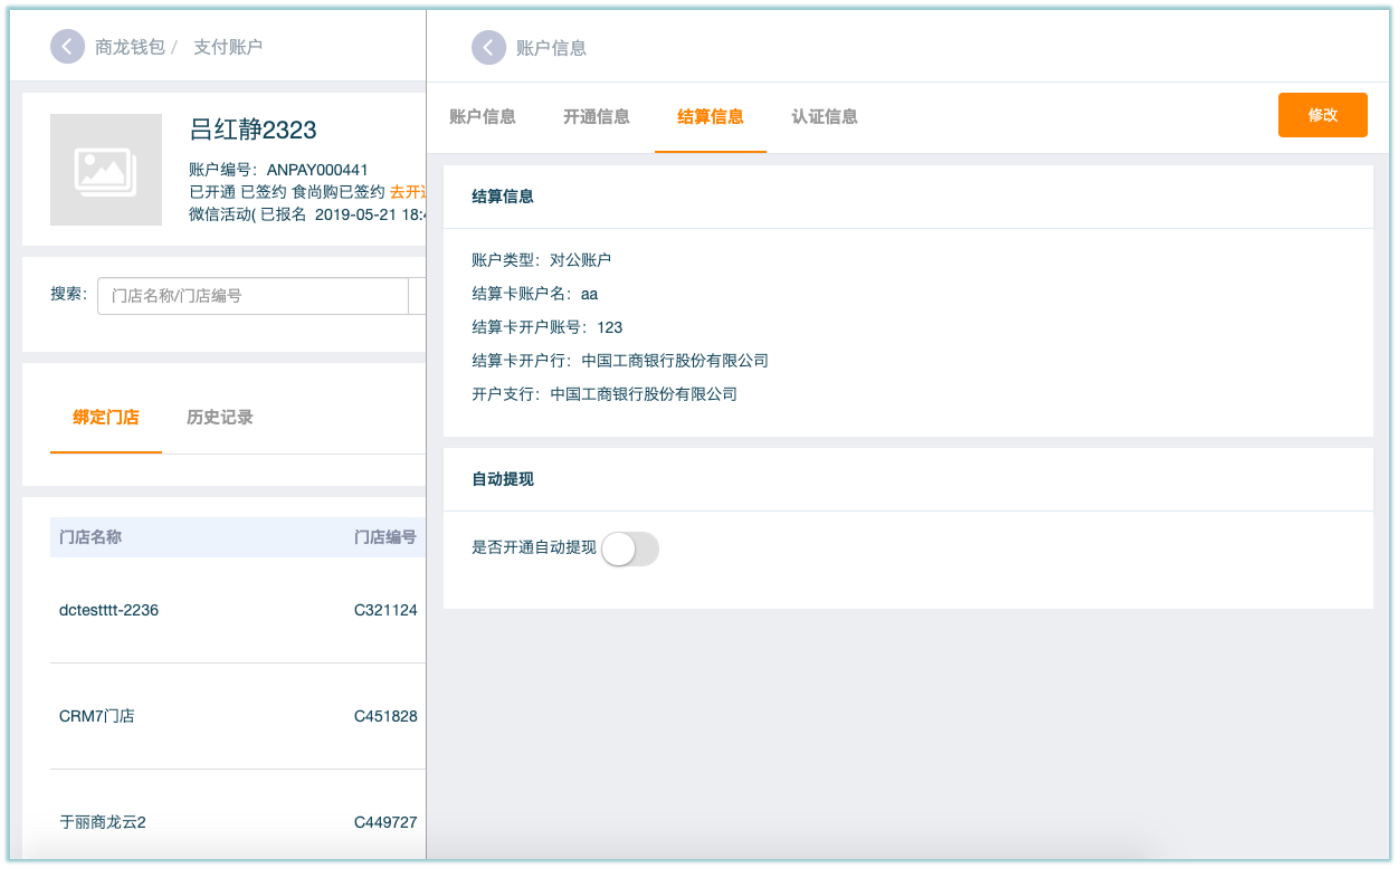 商龙钱包 / 支付账户
吕红静2323
账户编号：ANPAY000441
已开通 已签约 食尚购已签约 去开
微信活动( 已报名 2019-05-21 18:4
搜索：
门店名称/门店编号
绑定门店
历史记录
门店名称 门店编号
dctestttt-2236 C321124
CRM7门店 C451828
于丽商龙云2 C449727
账户信息
账户信息 开通信息 结算信息 认证信息
修改
结算信息
账户类型：对公账户
结算卡账户名：aa
结算卡开户账号：123
结算卡开户行：中国工商银行股份有限公司
开户支行：中国工商银行股份有限公司
自动提现
是否开通自动提现